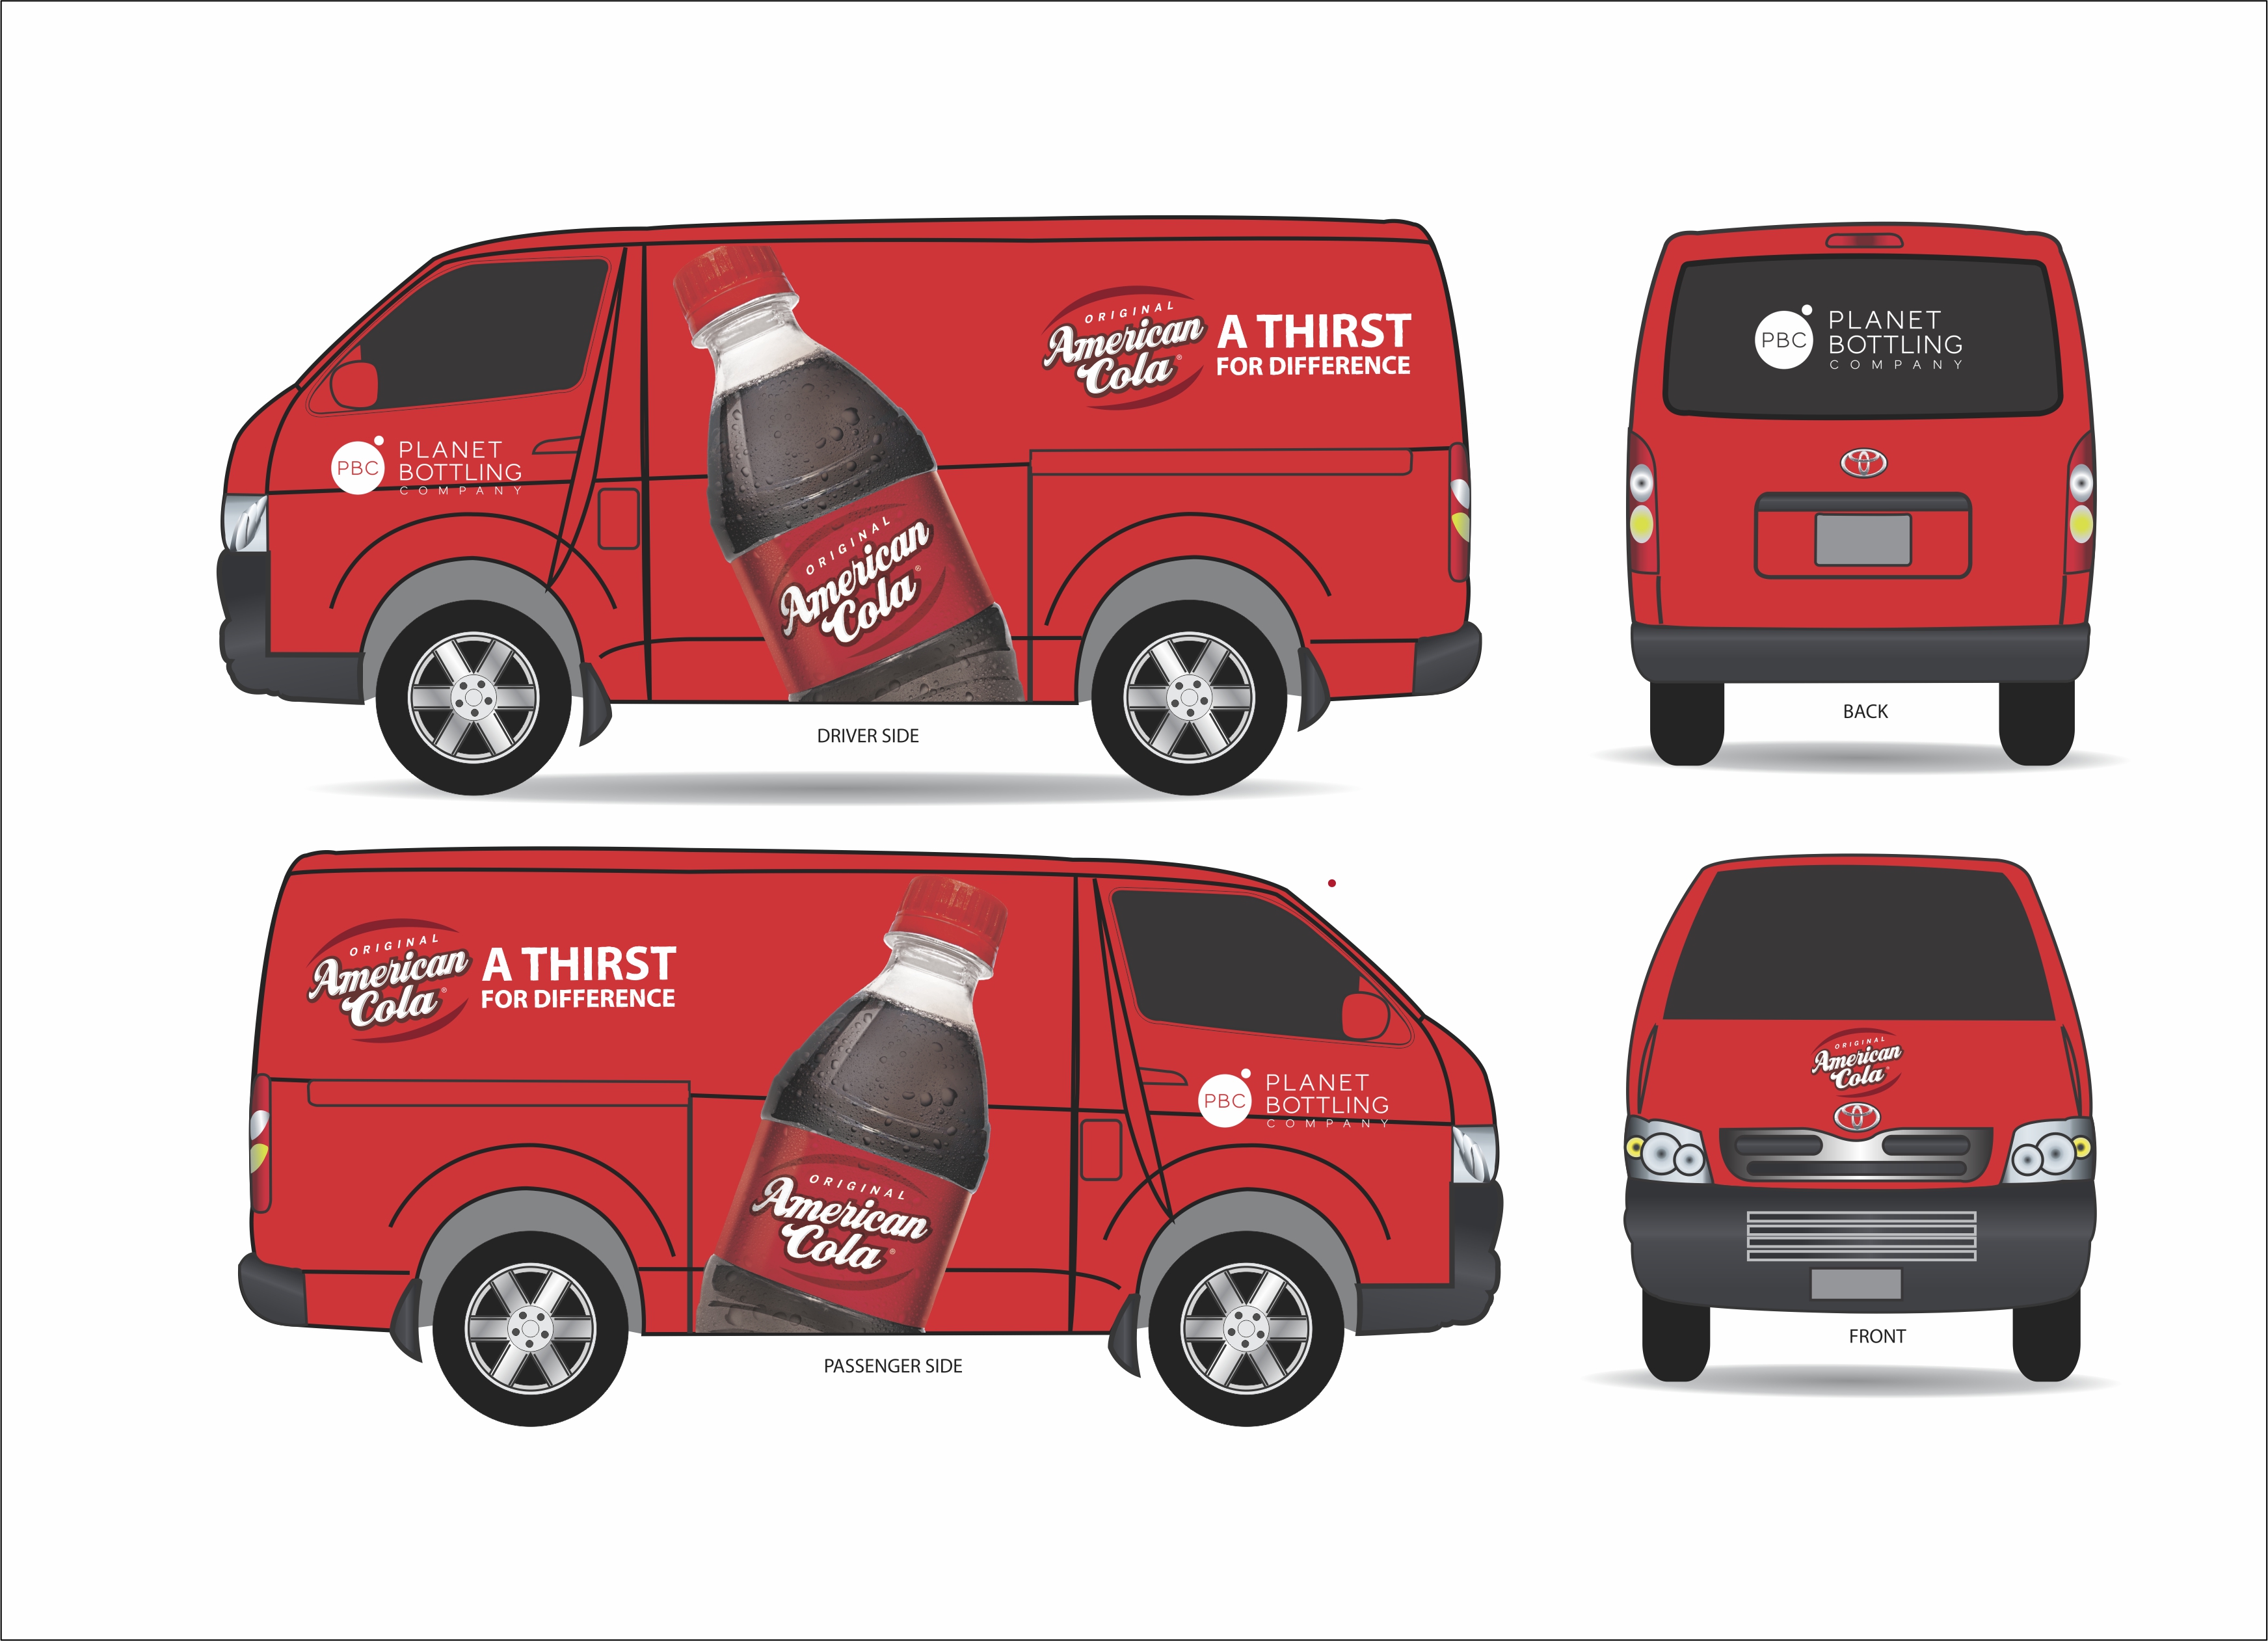 ORIGINAL
American
Cola
®
A THIRST
FOR DIFFERENCE
PBC
PLANET
BOTTLING
COMPANY
ORIGINAL
American
Cola
®
DRIVER SIDE
PBC
PLANET
BOTTLING
COMPANY
BACK
ORIGINAL
American
Cola
®
A THIRST
FOR DIFFERENCE
PBC
PLANET
BOTTLING
COMPANY
ORIGINAL
American
Cola
®
PASSENGER SIDE
ORIGINAL
American
Cola
FRONT